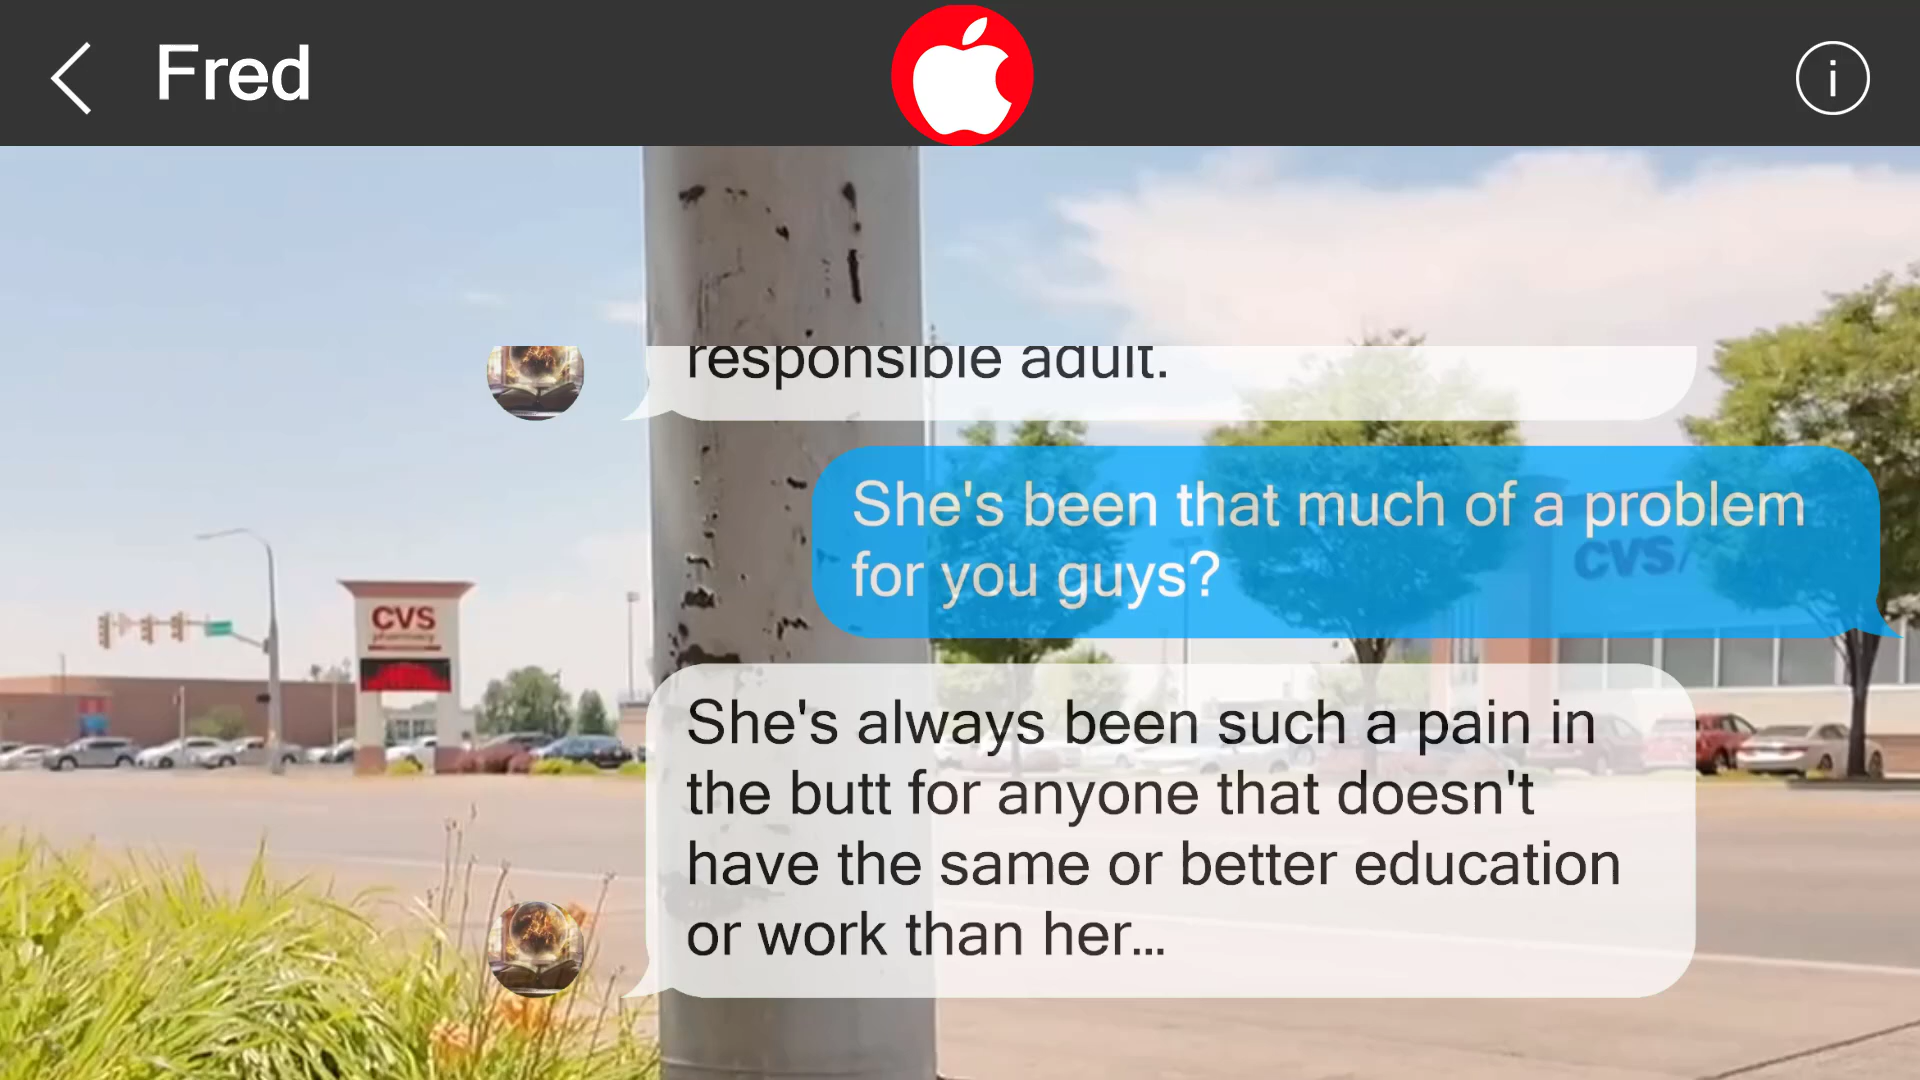 Fred
responsible adult.
She's been that much of a problem
for you guys?
CVS/
CVS
pharmacy
She's always been such a pain in
the butt for anyone that doesn't
have the same or better education
or work than her...